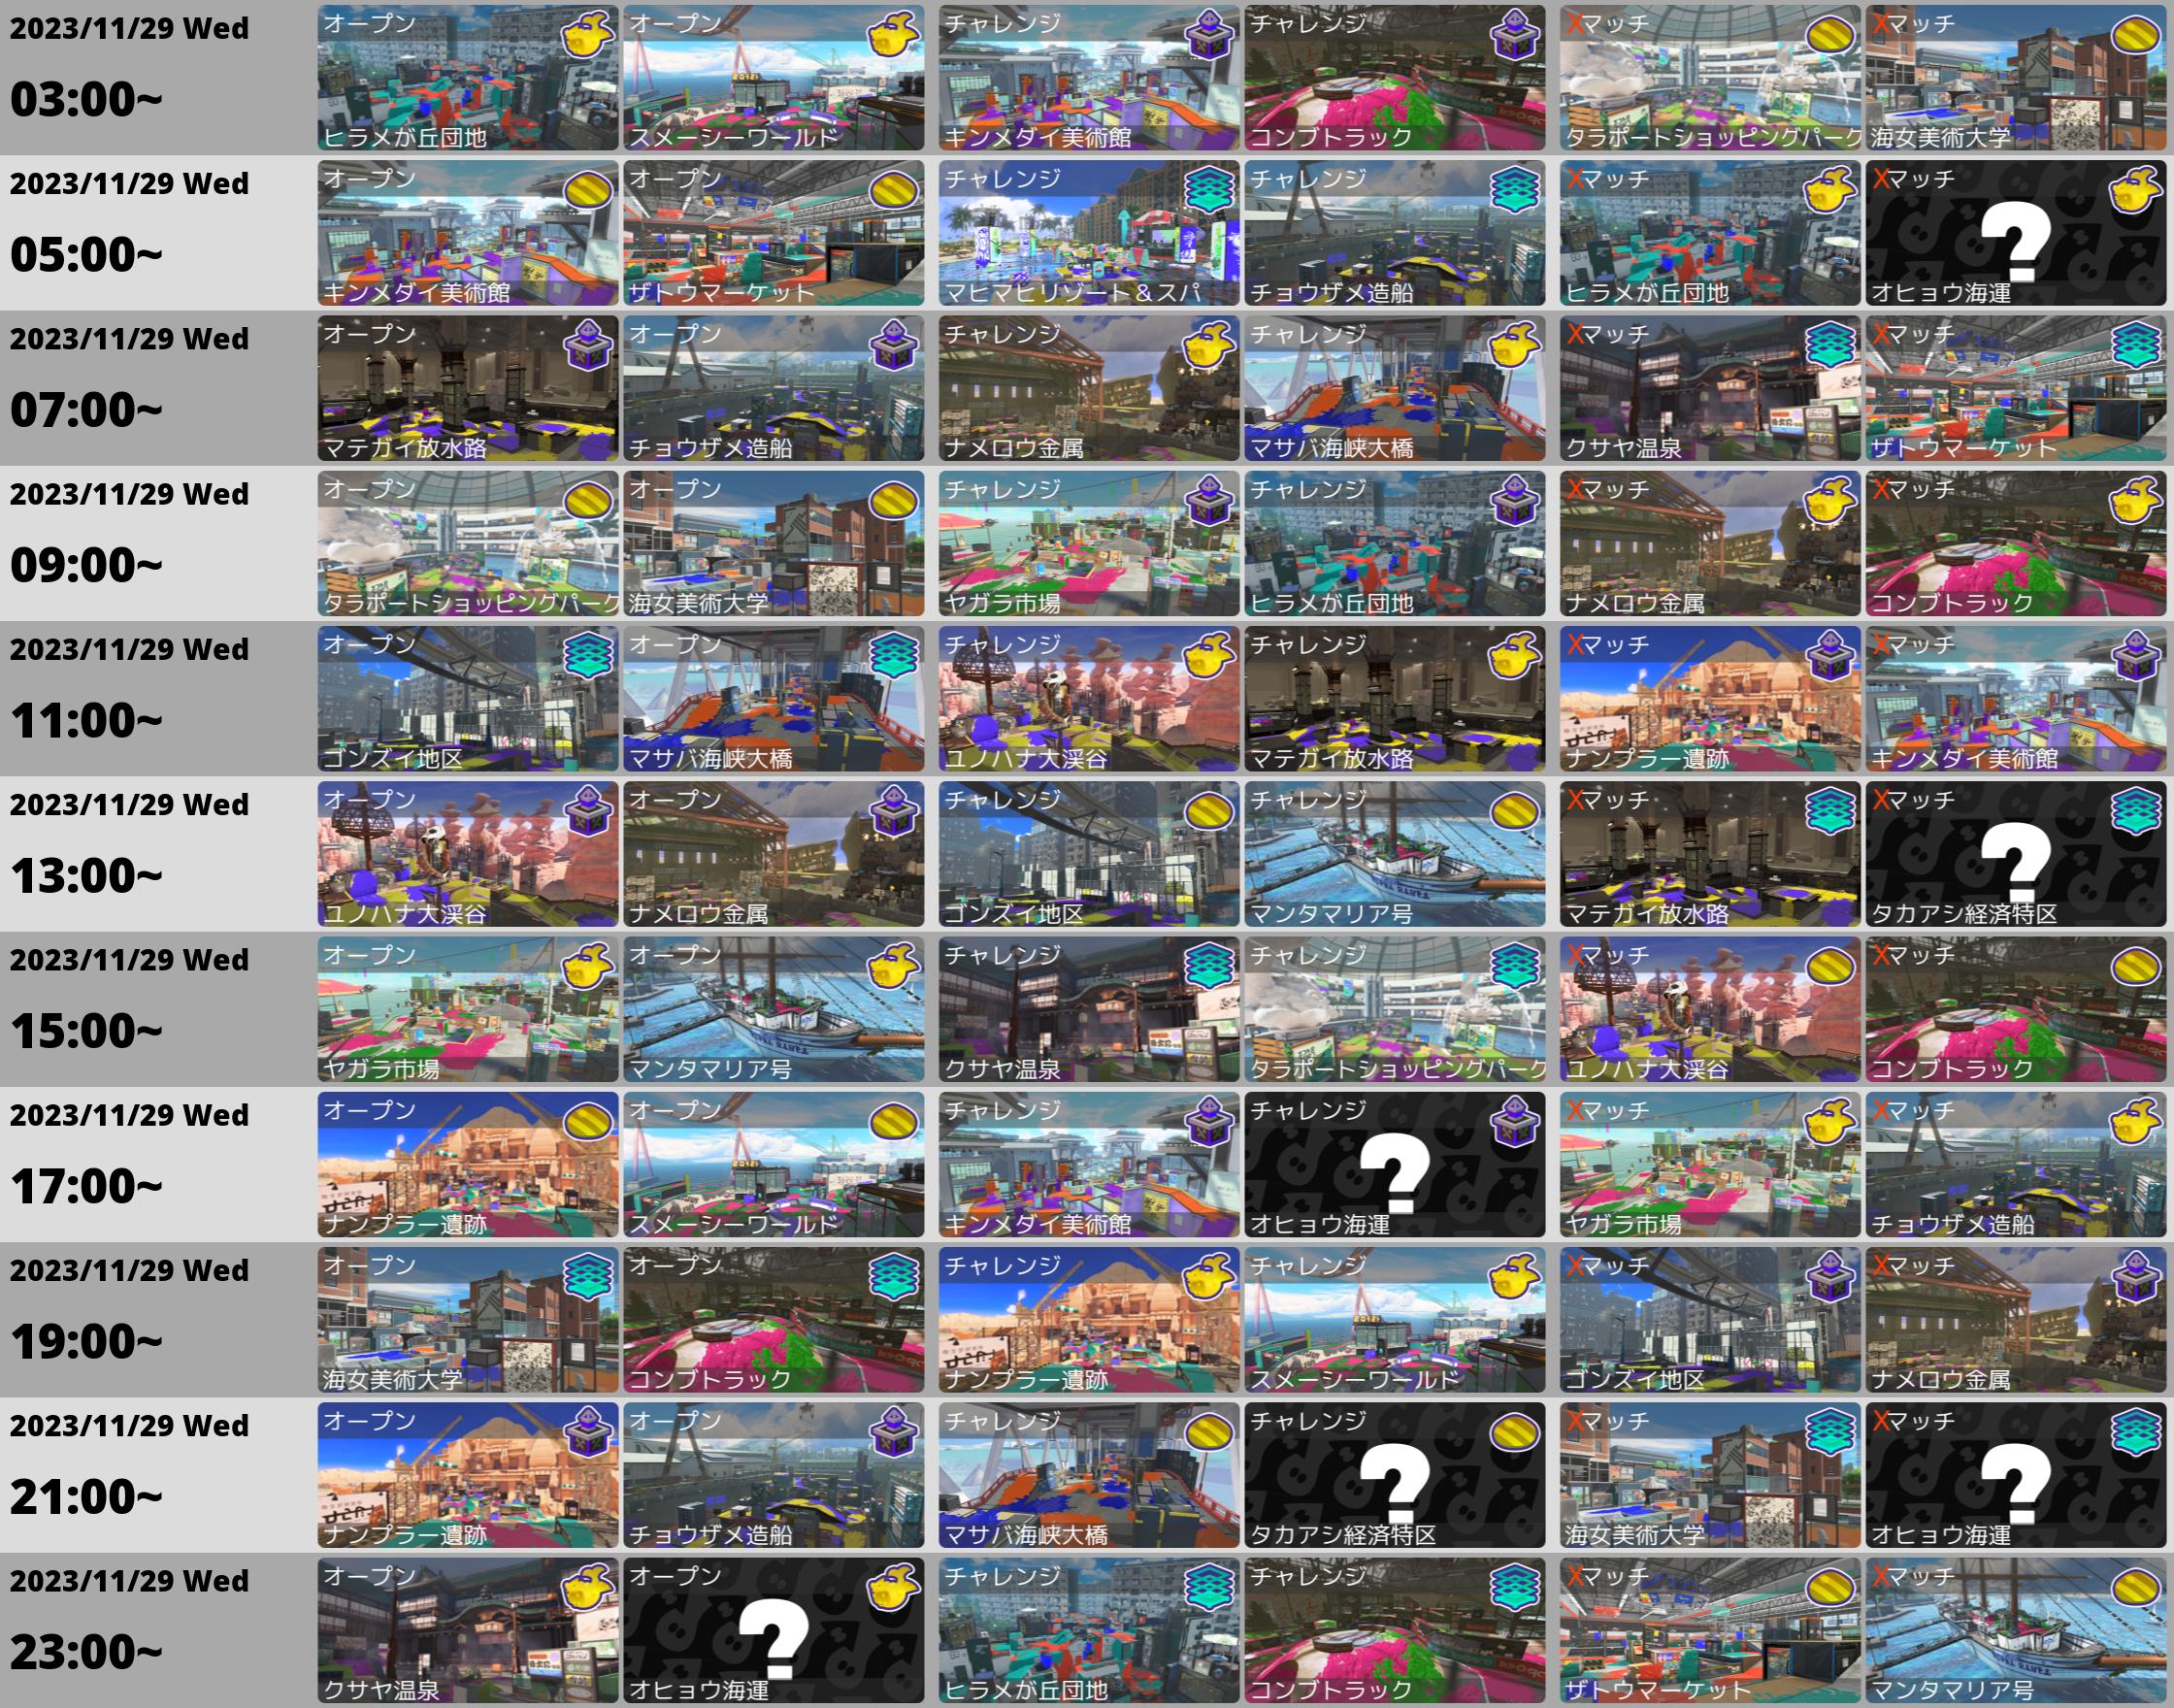 2023/11/29 Wed
03:00~
オープン オープン チャレンジ チャレンジ Xマッチ Xマッチ
ヒラメが丘団地 スメーシーワールド キンメダイ美術館 コンブトラック タラポートショッピングパーク 海女美術大学
2023/11/29 Wed
05:00~
オープン オープン チャレンジ チャレンジ Xマッチ Xマッチ
キンメダイ美術館 ザトウマーケット マヒマヒリゾート&スパ チョウザメ造船 ヒラメが丘団地 オヒョウ海運
2023/11/29 Wed
07:00~
オープン オープン チャレンジ チャレンジ Xマッチ Xマッチ
マテガイ放水路 チョウザメ造船 ナメロウ金属 マサバ海峡大橋 クサヤ温泉 ザトウマーケット
2023/11/29 Wed
09:00~
オープン オープン チャレンジ チャレンジ Xマッチ Xマッチ
タラポートショッピングパーク 海女美術大学 ヤガラ市場 ヒラメが丘団地 ナメロウ金属 コンブトラック
2023/11/29 Wed
11:00~
オープン オープン チャレンジ チャレンジ Xマッチ Xマッチ
ゴンズイ地区 マサバ海峡大橋 ユノハナ大渓谷 マテガイ放水路 ナンプラー遺跡 キンメダイ美術館
2023/11/29 Wed
13:00~
オープン オープン チャレンジ チャレンジ Xマッチ Xマッチ
ユノハナ大渓谷 ナメロウ金属 ゴンズイ地区 マンタマリア号 マテガイ放水路 タカアシ経済特区
2023/11/29 Wed
15:00~
オープン オープン チャレンジ チャレンジ Xマッチ Xマッチ
ヤガラ市場 マンタマリア号 クサヤ温泉 タラポートショッピングパーク ユノハナ大渓谷 コンブトラック
2023/11/29 Wed
17:00~
オープン オープン チャレンジ チャレンジ Xマッチ Xマッチ
ナンプラー遺跡 スメーシーワールド キンメダイ美術館 オヒョウ海運 ヤガラ市場 チョウザメ造船
2023/11/29 Wed
19:00~
オープン オープン チャレンジ チャレンジ Xマッチ Xマッチ
海女美術大学 コンブトラック ナンプラー遺跡 スメーシーワールド ゴンズイ地区 ナメロウ金属
2023/11/29 Wed
21:00~
オープン オープン チャレンジ チャレンジ Xマッチ Xマッチ
ナンプラー遺跡 チョウザメ造船 マサバ海峡大橋 タカアシ経済特区 海女美術大学 オヒョウ海運
2023/11/29 Wed
23:00~
オープン オープン チャレンジ チャレンジ Xマッチ Xマッチ
クサヤ温泉 オヒョウ海運 ヒラメが丘団地 コンブトラック ザトウマーケット マンタマリア号